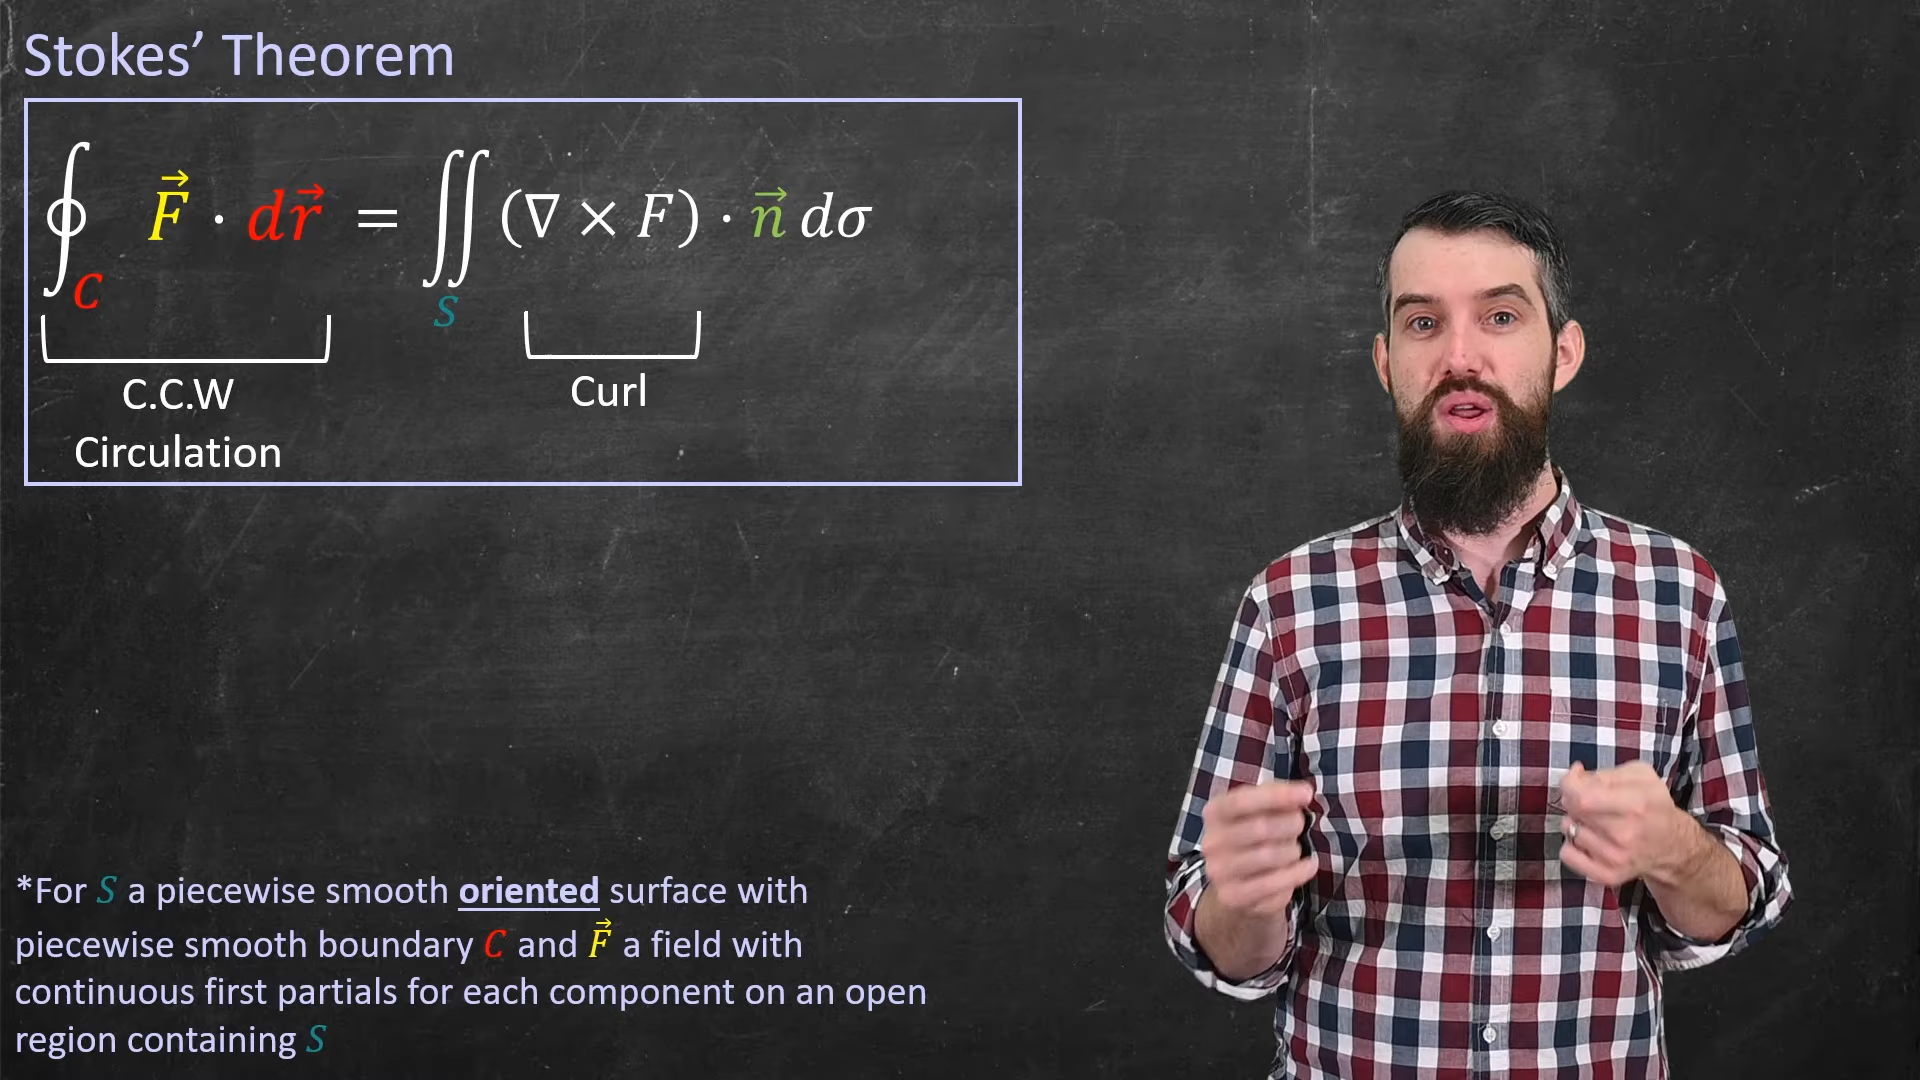 Stokes’ Theorem
∮_C F⃗ · dr⃗ = ∬_S (∇ × F) · n⃗ dσ
C.C.W
Circulation
Curl
*For S a piecewise smooth oriented surface with
piecewise smooth boundary C and F⃗ a field with
continuous first partials for each component on an open
region containing S